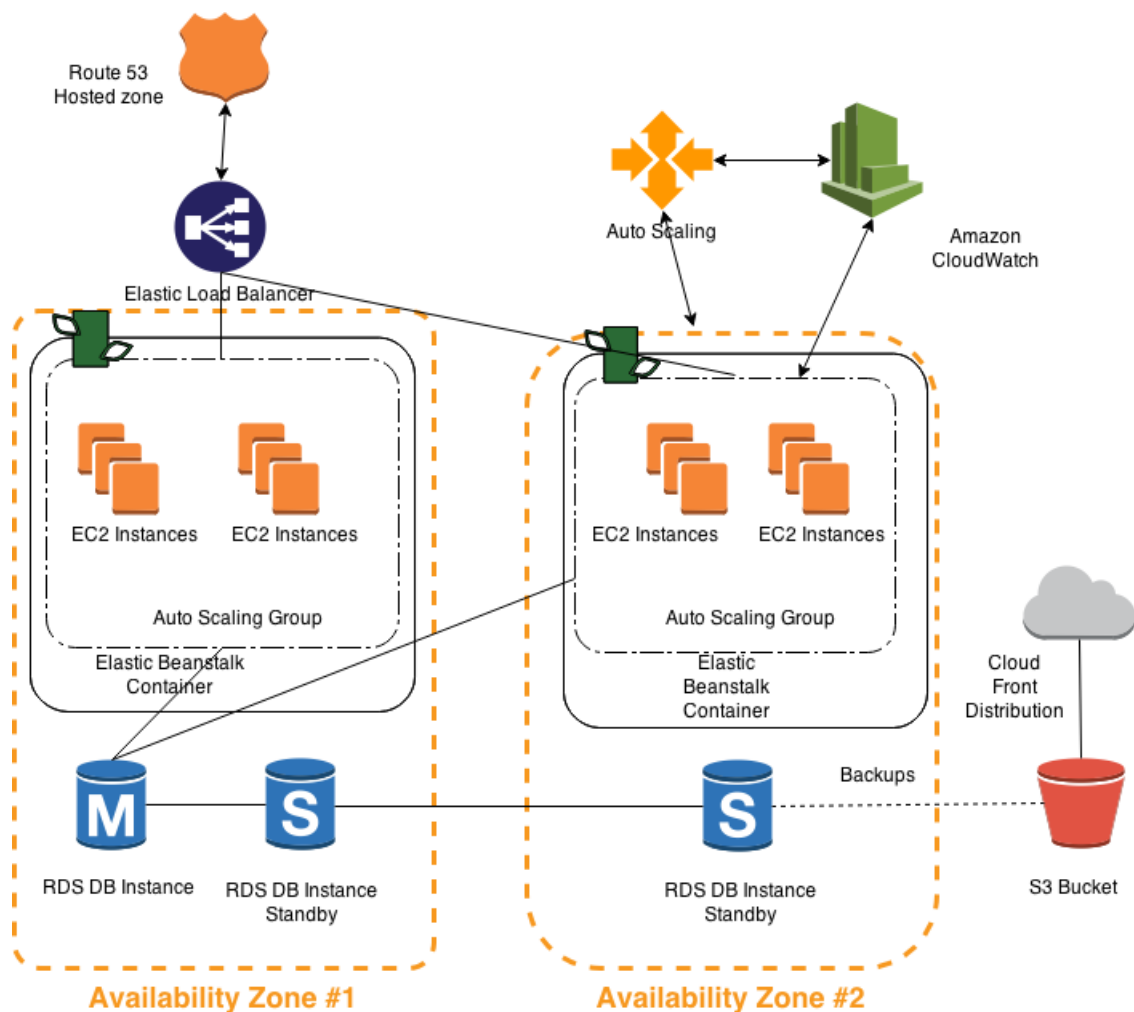 Route 53
Hosted zone
Auto Scaling
Amazon
CloudWatch
Elastic Load Balancer
EC2 Instances
EC2 Instances
Auto Scaling Group
Elastic Beanstalk
Container
EC2 Instances
EC2 Instances
Auto Scaling Group
Elastic
Beanstalk
Container
Cloud
Front
Distribution
Backups
M
S
S
RDS DB Instance
RDS DB Instance
Standby
RDS DB Instance
Standby
S3 Bucket
Availability Zone #1
Availability Zone #2